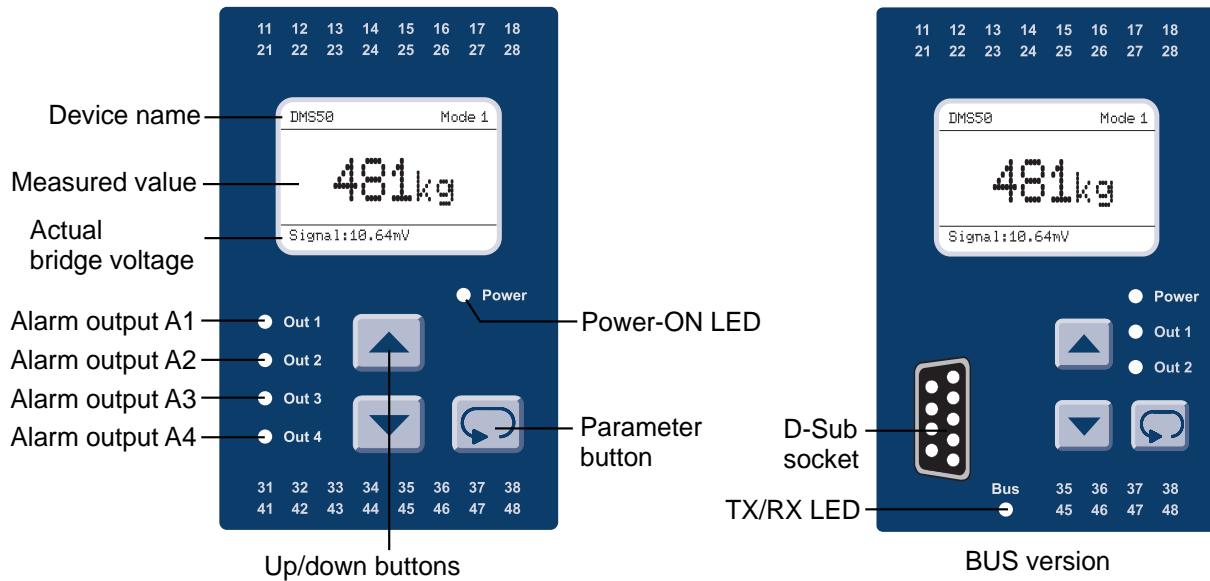 11 12 13 14 15 16 17 18
21 22 23 24 25 26 27 28
Device name
DMS50 Mode 1
Measured value
481kg
Actual
bridge voltage
Signal:10.64mV
Power
Power-ON LED
Alarm output A1
Out 1
Alarm output A2
Out 2
Alarm output A3
Out 3
Alarm output A4
Out 4
Parameter
button
31 32 33 34 35 36 37 38
41 42 43 44 45 46 47 48
Up/down buttons
11 12 13 14 15 16 17 18
21 22 23 24 25 26 27 28
DMS50 Mode 1
481kg
Signal:10.64mV
Power
Out 1
Out 2
D-Sub
socket
Bus
TX/RX LED
35 36 37 38
45 46 47 48
BUS version